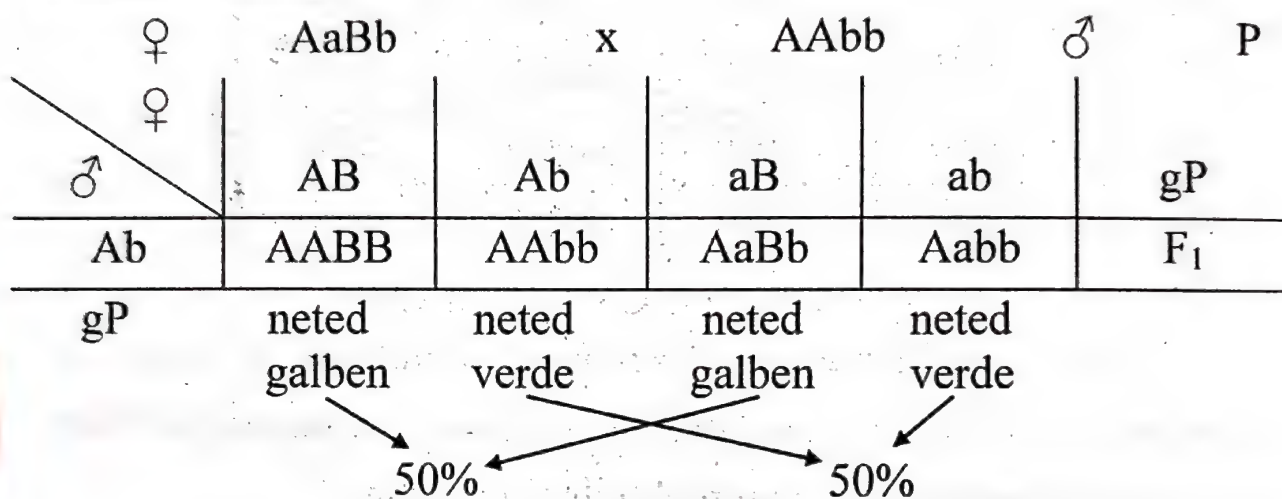 ♀ AaBb x AAbb ♂ P
♀
♂ AB Ab aB ab gP
Ab AABB AAbb AaBb Aabb F₁
gP neted neted neted neted
galben verde galben verde
50% 50%